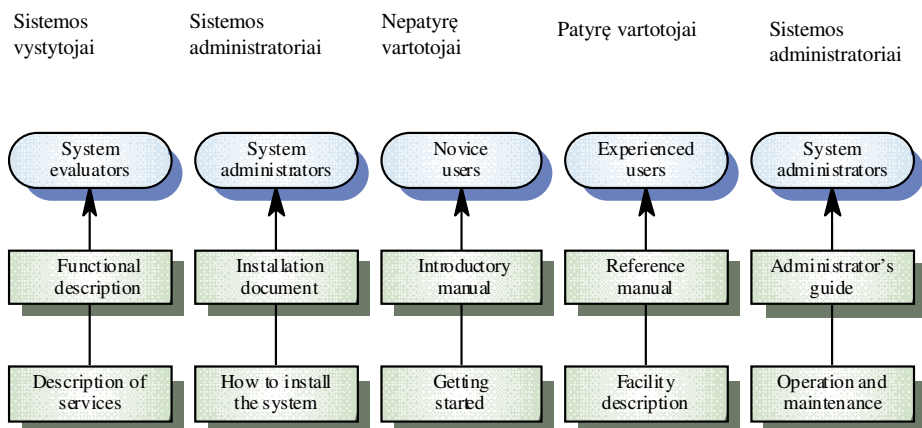 Sistemos
vystytojai
Sistemos
administratoriai
Nepatyrę
vartotojai
Patyrę vartotojai
Sistemos
administratoriai
System
evaluators
System
administrators
Novice
users
Experienced
users
System
administrators
Functional
description
Installation
document
Introductory
manual
Reference
manual
Administrator's
guide
Description of
services
How to install
the system
Getting
started
Facility
description
Operation and
maintenance